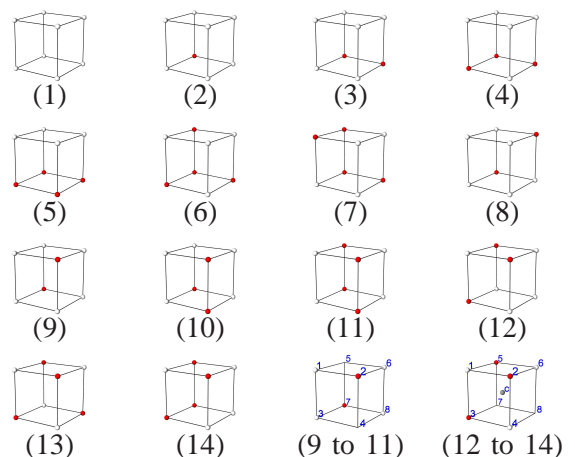 (1) (2) (3) (4)
(5) (6) (7) (8)
(9) (10) (11) (12)
1 5 6 2 7 3 8 4
1 5 6 2 c 7 3 8 4
(13) (14) (9 to 11) (12 to 14)